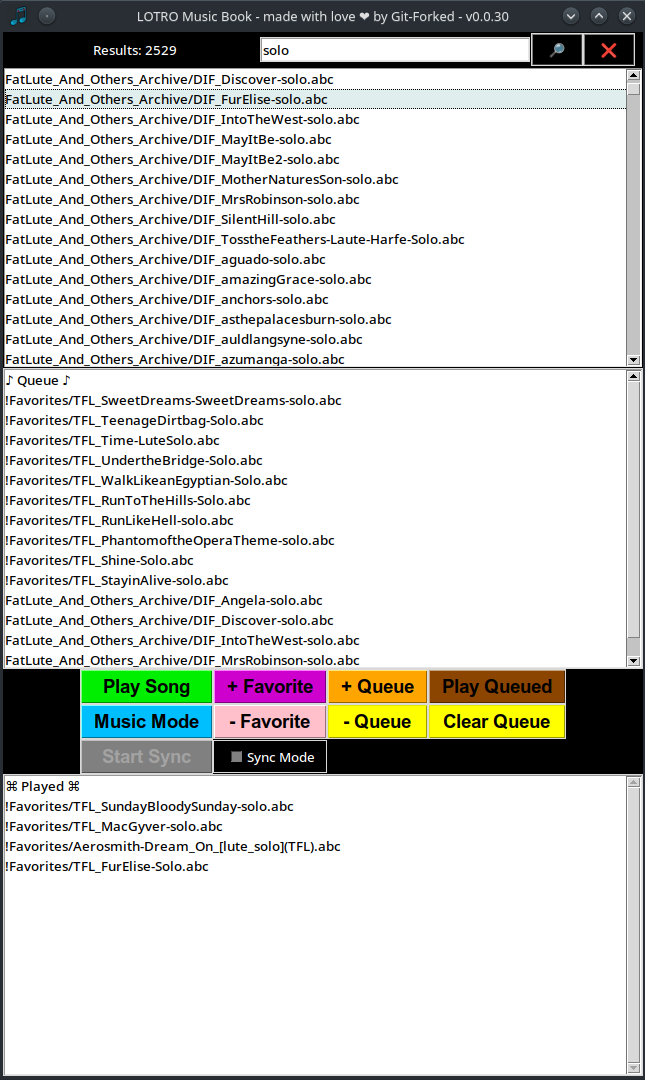 LOTRO Music Book - made with love ❤ by Git-Forked - v0.0.30
Results: 2529
solo
FatLute_And_Others_Archive/DIF_Discover-solo.abc
FatLute_And_Others_Archive/DIF_FurElise-solo.abc
FatLute_And_Others_Archive/DIF_IntoTheWest-solo.abc
FatLute_And_Others_Archive/DIF_MayItBe-solo.abc
FatLute_And_Others_Archive/DIF_MayItBe2-solo.abc
FatLute_And_Others_Archive/DIF_MotherNaturesSon-solo.abc
FatLute_And_Others_Archive/DIF_MrsRobinson-solo.abc
FatLute_And_Others_Archive/DIF_SilentHill-solo.abc
FatLute_And_Others_Archive/DIF_TosstheFeathers-Laute-Harfe-Solo.abc
FatLute_And_Others_Archive/DIF_aguado-solo.abc
FatLute_And_Others_Archive/DIF_amazingGrace-solo.abc
FatLute_And_Others_Archive/DIF_anchors-solo.abc
FatLute_And_Others_Archive/DIF_asthepalacesburn-solo.abc
FatLute_And_Others_Archive/DIF_auldlangsyne-solo.abc
FatLute_And_Others_Archive/DIF_azumanga-solo.abc
♪ Queue ♪
!Favorites/TFL_SweetDreams-SweetDreams-solo.abc
!Favorites/TFL_TeenageDirtbag-Solo.abc
!Favorites/TFL_Time-LuteSolo.abc
!Favorites/TFL_UndertheBridge-Solo.abc
!Favorites/TFL_WalkLikeanEgyptian-Solo.abc
!Favorites/TFL_RunToTheHills-Solo.abc
!Favorites/TFL_RunLikeHell-solo.abc
!Favorites/TFL_PhantomoftheOperaTheme-solo.abc
!Favorites/TFL_Shine-Solo.abc
!Favorites/TFL_StayinAlive-solo.abc
FatLute_And_Others_Archive/DIF_Angela-solo.abc
FatLute_And_Others_Archive/DIF_Discover-solo.abc
FatLute_And_Others_Archive/DIF_IntoTheWest-solo.abc
FatLute_And_Others_Archive/DIF_MrsRobinson-solo.abc
Play Song + Favorite + Queue Play Queued
Music Mode - Favorite - Queue Clear Queue
Start Sync Sync Mode
⌘ Played ⌘
!Favorites/TFL_SundayBloodySunday-solo.abc
!Favorites/TFL_MacGyver-solo.abc
!Favorites/Aerosmith-Dream_On_[lute_solo](TFL).abc
!Favorites/TFL_FurElise-Solo.abc